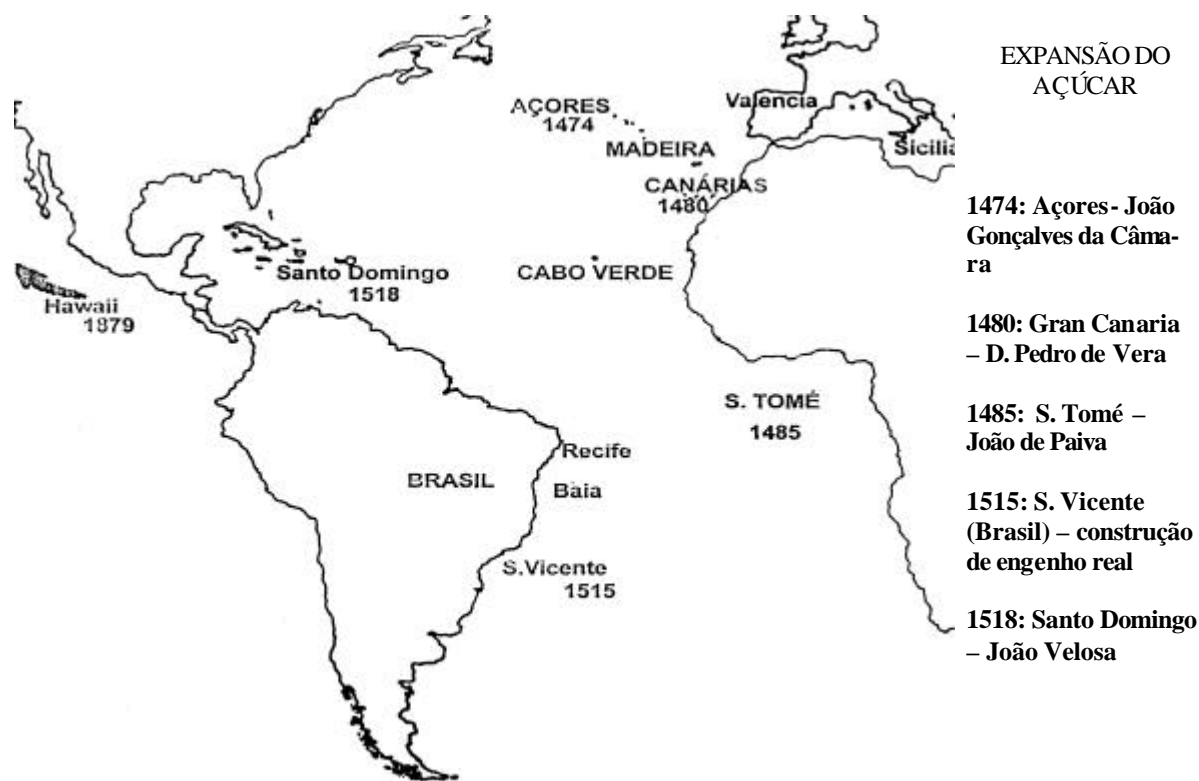 EXPANSÃO DO
AÇÚCAR
AÇORES
1474
Valencia
MADEIRA
Sicilia
CANÁRIAS
1480
Santo Domingo
1518
CABO VERDE
Hawaii
1879
S. TOMÉ
1485
Recife
BRASIL
Baia
S.Vicente
1515
1474: Açores- João
Gonçalves da Câma-
ra
1480: Gran Canaria
– D. Pedro de Vera
1485: S. Tomé –
João de Paiva
1515: S. Vicente
(Brasil) – construção
de engenho real
1518: Santo Domingo
– João Velosa